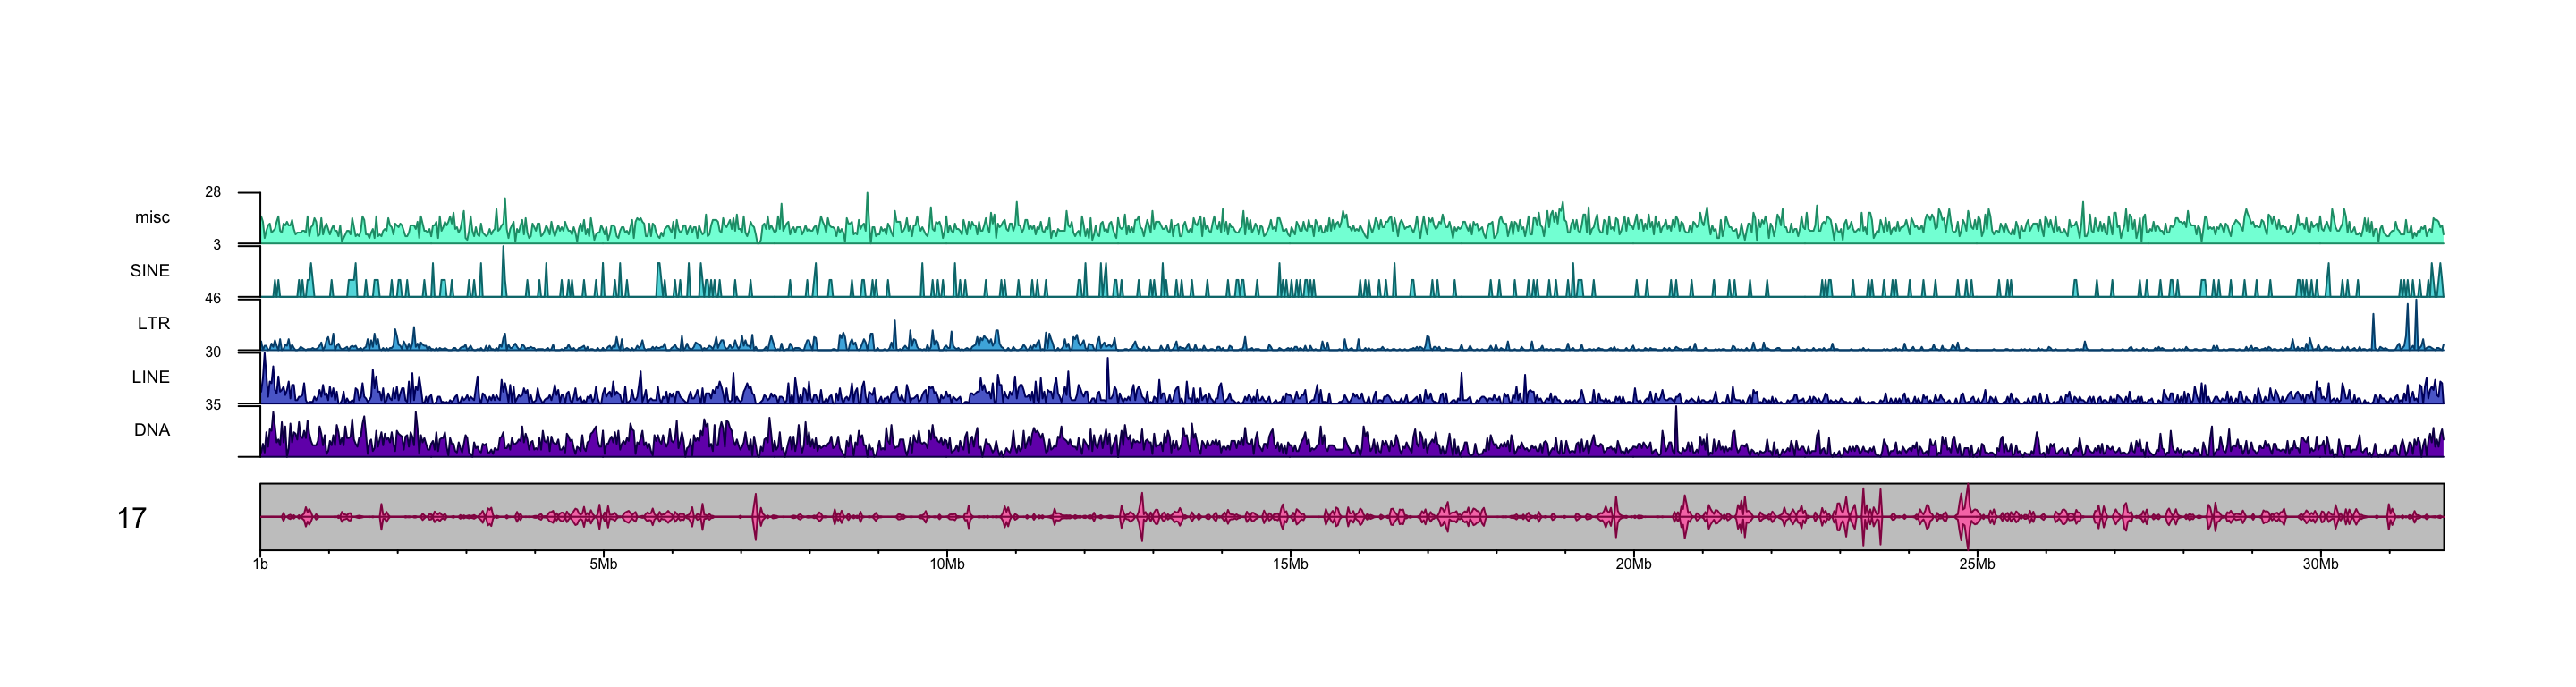 28
misc
3
SINE
46
LTR
30
LINE
35
DNA
17
1b 5Mb 10Mb 15Mb 20Mb 25Mb 30Mb